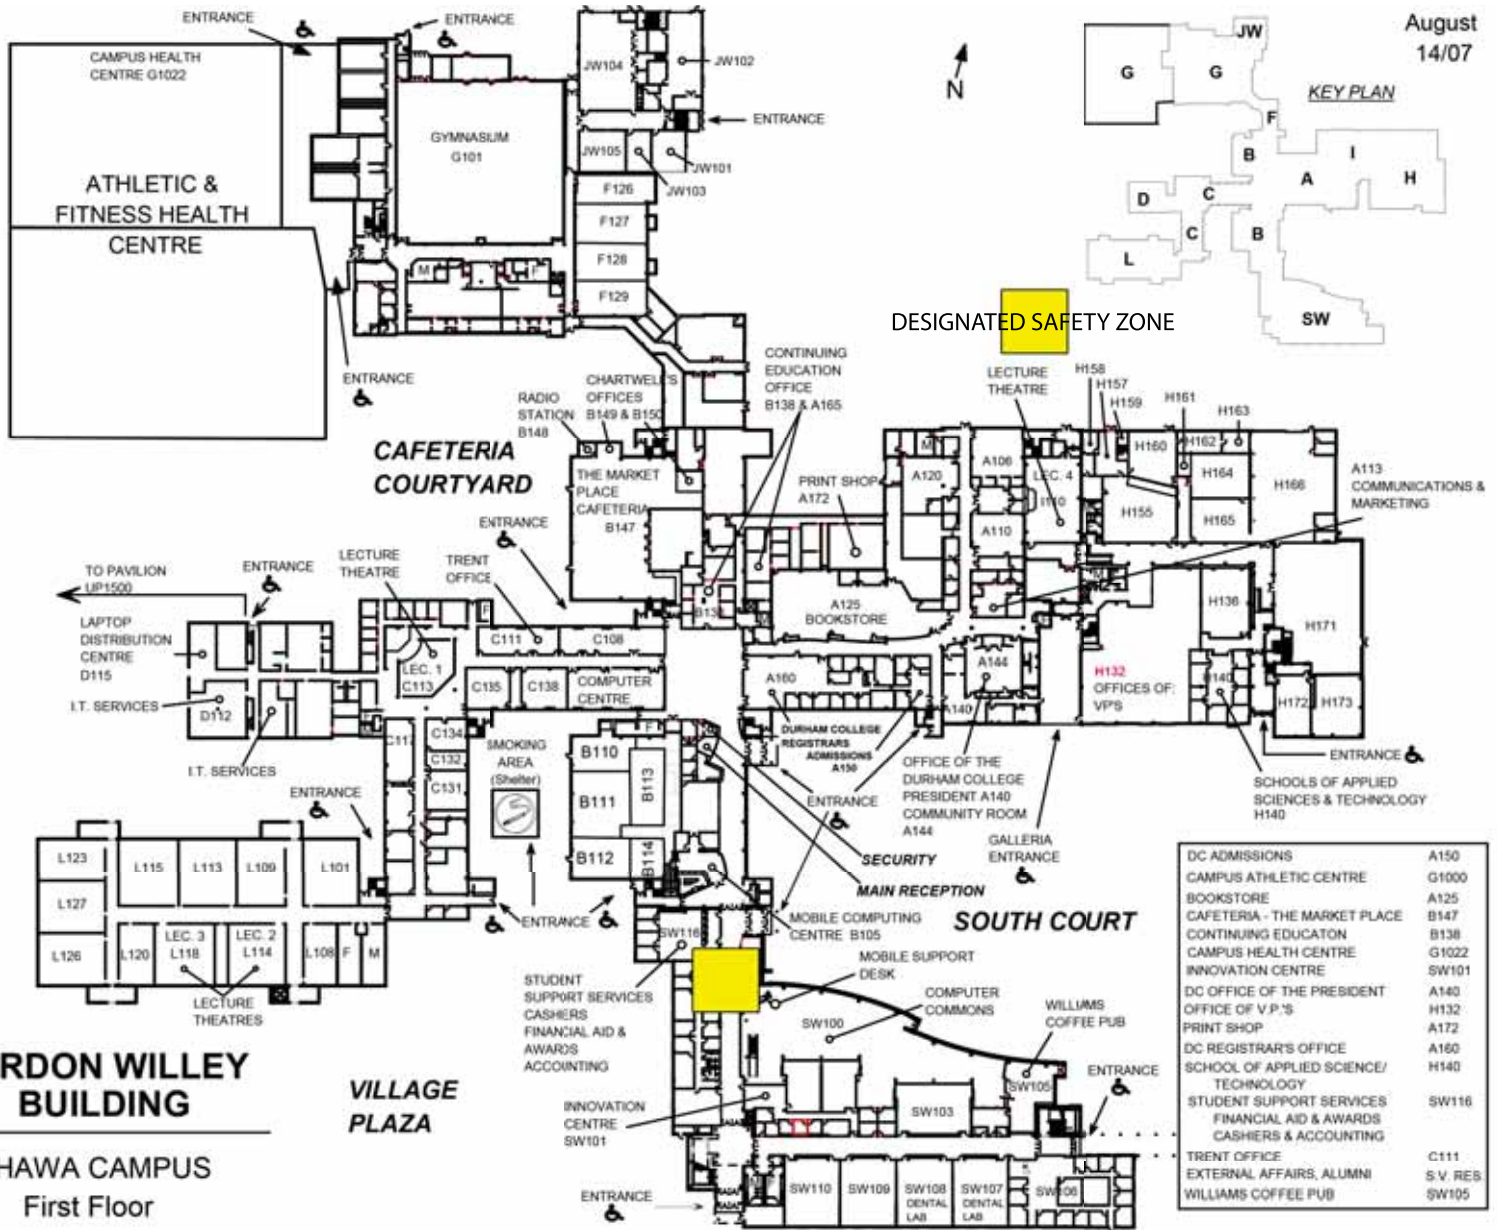 ENTRANCE
ENTRANCE
August
14/07
CAMPUS HEALTH
CENTRE G1022
JW104
JW102
N
JW
G
G
KEY PLAN
F
B
I
A
H
D
C
C
B
L
SW
ENTRANCE
GYMNASIUM
G101
JW105
JW101
JW103
ATHLETIC &
FITNESS HEALTH
CENTRE
F126
F127
F128
F129
M
F
ENTRANCE
DESIGNATED SAFETY ZONE
CONTINUING
EDUCATION
OFFICE
B138 & A165
CHARTWELL'S
OFFICES
B149 & B150
RADIO
STATION
B148
LECTURE
THEATRE
H158
H157
H159
H161
H163
CAFETERIA
COURTYARD
THE MARKET
PLACE
CAFETERIA
B147
PRINT SHOP
A172
M
A120
A106
LEC. 4
I110
A110
H160
H162
H164
H155
H165
H166
A113
COMMUNICATIONS &
MARKETING
ENTRANCE
LECTURE
THEATRE
TRENT
OFFICE
TO PAVILION
UP1500
ENTRANCE
LAPTOP
DISTRIBUTION
CENTRE
D115
I.T. SERVICES
D112
I.T. SERVICES
F
C111
C108
LEC. 1
C113
C135
C138
COMPUTER
CENTRE
M
A125
BOOKSTORE
M
H136
H171
A160
A144
A140
H132
OFFICES OF:
VP'S
H140
H172
H173
C117
C134
C132
C131
SMOKING
AREA
(Shelter)
F
B110
B111
B112
B113
B114
DURHAM COLLEGE
REGISTRARS
ADMISSIONS
A150
OFFICE OF THE
DURHAM COLLEGE
PRESIDENT A140
COMMUNITY ROOM
A144
ENTRANCE
GALLERIA
ENTRANCE
ENTRANCE
SCHOOLS OF APPLIED
SCIENCES & TECHNOLOGY
H140
ENTRANCE
SECURITY
MAIN RECEPTION
L123
L115
L113
L109
L101
L127
L126
L120
LEC. 3
L118
LEC. 2
L114
L108
F
M
LECTURE
THEATRES
ENTRANCE
MOBILE COMPUTING
CENTRE B105
SOUTH COURT
SW116
MOBILE SUPPORT
DESK
STUDENT
SUPPORT SERVICES
CASHIERS
FINANCIAL AID &
AWARDS
ACCOUNTING
COMPUTER
COMMONS
SW100
WILLIAMS
COFFEE PUB
SW105
ENTRANCE
INNOVATION
CENTRE
SW101
SW103
ENTRANCE
SW110
SW109
SW108
DENTAL
LAB
SW107
DENTAL
LAB
SW106
RDON WILLEY
BUILDING
HAWA CAMPUS
First Floor
VILLAGE
PLAZA
DC ADMISSIONS A150
CAMPUS ATHLETIC CENTRE G1000
BOOKSTORE A125
CAFETERIA - THE MARKET PLACE B147
CONTINUING EDUCATON B138
CAMPUS HEALTH CENTRE G1022
INNOVATION CENTRE SW101
DC OFFICE OF THE PRESIDENT A140
OFFICE OF V.P.'S H132
PRINT SHOP A172
DC REGISTRAR'S OFFICE A160
SCHOOL OF APPLIED SCIENCE/ H140
TECHNOLOGY
STUDENT SUPPORT SERVICES SW116
FINANCIAL AID & AWARDS
CASHIERS & ACCOUNTING
TRENT OFFICE C111
EXTERNAL AFFAIRS, ALUMNI S.V. RES
WILLIAMS COFFEE PUB SW105